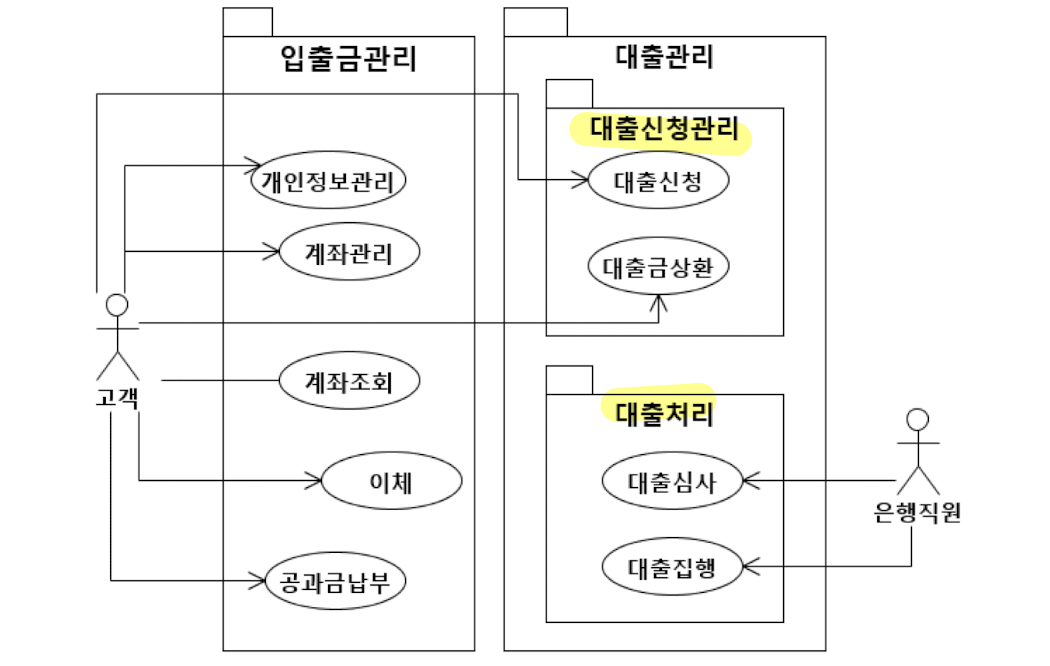 입출금관리
개인정보관리
계좌관리
계좌조회
이체
공과금납부
고객
대출관리
대출신청관리
대출신청
대출금상환
대출처리
대출심사
대출집행
은행직원